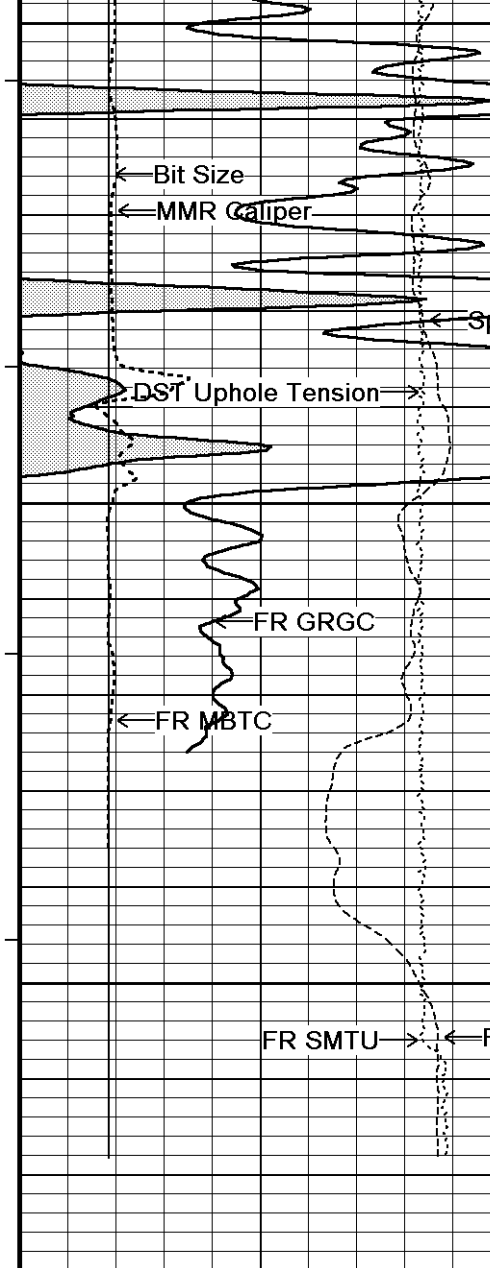 Bit Size
MMR Caliper
DST Uphole Tension
FR GRGC
FR MBTC
FR SMTU